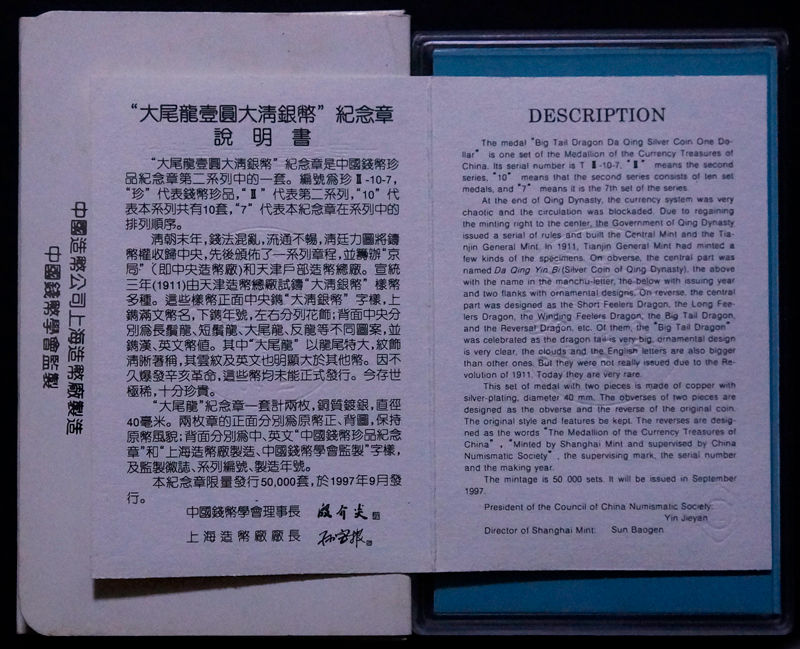 “大尾龍壹圓大清銀幣”紀念章
說明書
“大尾龍壹圓大清銀幣”紀念章是中國錢幣珍
品紀念章第二系列中的一套。編號為珍Ⅱ-10-7,
“珍”代表錢幣珍品,“Ⅱ”代表第二系列,“10”代
表本系列共有10套,“7”代表本紀念章在系列中的
排列順序。
清朝末年,錢法混亂,流通不暢,清廷力圖將鑄
幣權收歸中央,先後頒佈了一系列章程,並籌辦“京
局”(即中央造幣廠)和天津戶部造幣總廠。宣統
三年(1911)由天津造幣總廠試鑄“大清銀幣”樣幣
多種。這些樣幣正面中央鐫“大清銀幣”字樣,上
鐫滿文幣名,下鐫年號,左右分列花飾;背面中央分
別為長鬚龍、短鬚龍、大尾龍、反龍等不同圖案,並
鐫漢、英文幣值。其中“大尾龍”以龍尾特大,紋飾
清晰著稱,其雲紋及英文也明顯大於其他幣。因不
久爆發辛亥革命,這些幣均未能正式發行。今存世
極稀,十分珍貴。
“大尾龍”紀念章一套計兩枚,銅質鍍銀,直徑
40毫米。兩枚章的正面分別為原幣正、背圖,保持
原幣風貌;背面分別為中、英文“中國錢幣珍品紀念
章”和“上海造幣廠製造、中國錢幣學會監製”字樣,
及監製徽誌、系列編號、製造年號。
本紀念章限量發行50,000套,於1997年9月發
行。
中國錢幣學會理事長
上海造幣廠廠長
中國造幣公司上海造幣廠製造
中國錢幣學會監製
DESCRIPTION
The medal "Big Tail Dragon Da Qing Silver Coin One Do-
llar" is one set of the Medallion of the Currency Treasures of
China. Its serial number is T Ⅱ-10-7. "Ⅱ" means the second
series, "10" means that the second series consists of ten set
medals, and "7" means it is the 7th set of the series.
At the end of Qing Dynasty, the currency system was very
chaotic and the circulation was blockaded. Due to regaining
the minting right to the center, the Government of Qing Dynasty
issued a serial of rules and built the Central Mint and the Tia-
njin General Mint. In 1911, Tianjin General Mint had minted a
few kinds of the specimens. On obverse, the central part was
named Da Qing Yin Bi (Silver Coin of Qing Dynasty), the above
with the name in the manchu-letter, the below with issuing year
and two flanks with ornamental designs. On reverse, the central
part was designed as the Short Feelers Dragon, the Long Fee-
lers Dragon, the Winding Feelers Dragon, the Big Tail Dragon,
and the Reversal Dragon, etc. Of them, the "Big Tail Dragon"
was celebrated as the dragon tail is very big, ornamental design
is very clear, the clouds and the English letters are also bigger
than other ones. But they were not really issued due to the Re-
volution of 1911. Today they are very rare.
This set of medal with two pieces is made of copper with
silver-plating, diameter 40 mm. The obverses of two pieces are
designed as the obverse and the reverse of the original coin.
The original style and features be kept. The reverses are desig-
ned as the words "The Medallion of the Currency Treasures of
China", "Minted by Shanghai Mint and supervised by China
Numismatic Society", the supervising mark, the serial number
and the making year.
The mintage is 50 000 sets. It will be issued in September
1997.
President of the Council of China Numismatic Society:
Yin Jieyan
Director of Shanghai Mint: Sun Baogen